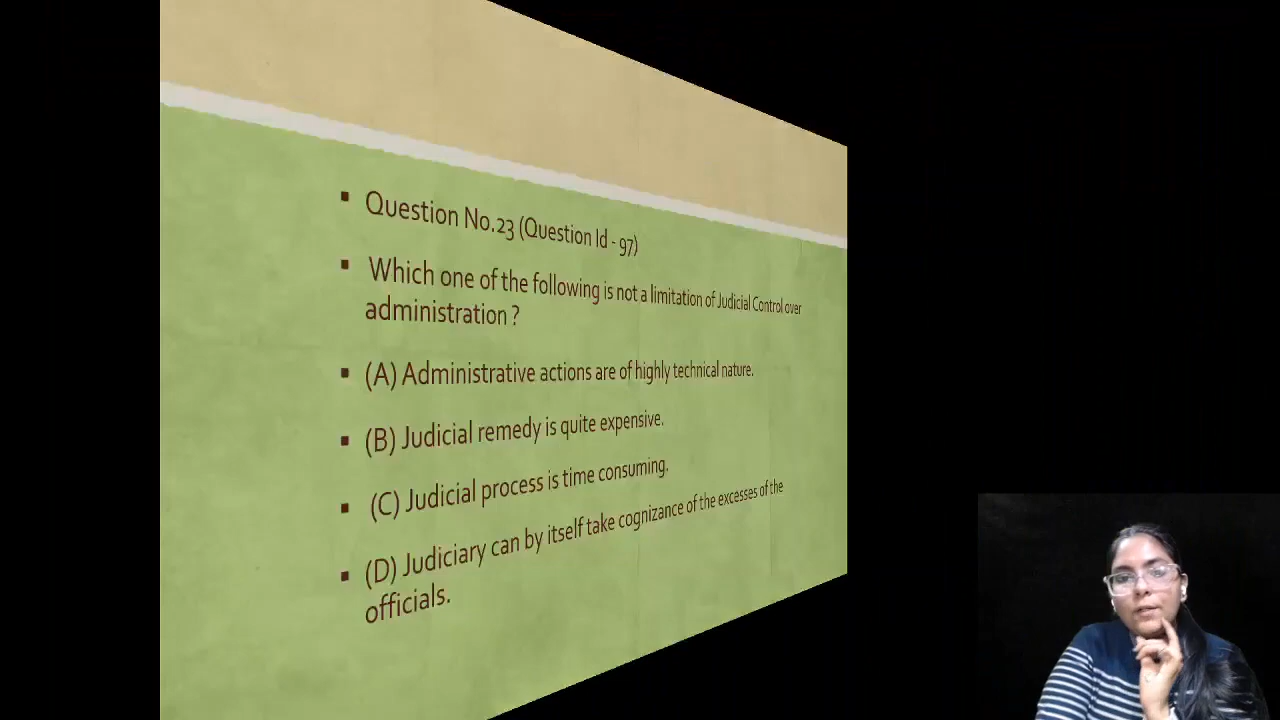 Question No.23 (Question Id - 97)
Which one of the following is not a limitation of Judicial Control over
administration ?
(A) Administrative actions are of highly technical nature.
(B) Judicial remedy is quite expensive.
(C) Judicial process is time consuming.
(D) Judiciary can by itself take cognizance of the excesses of the
officials.